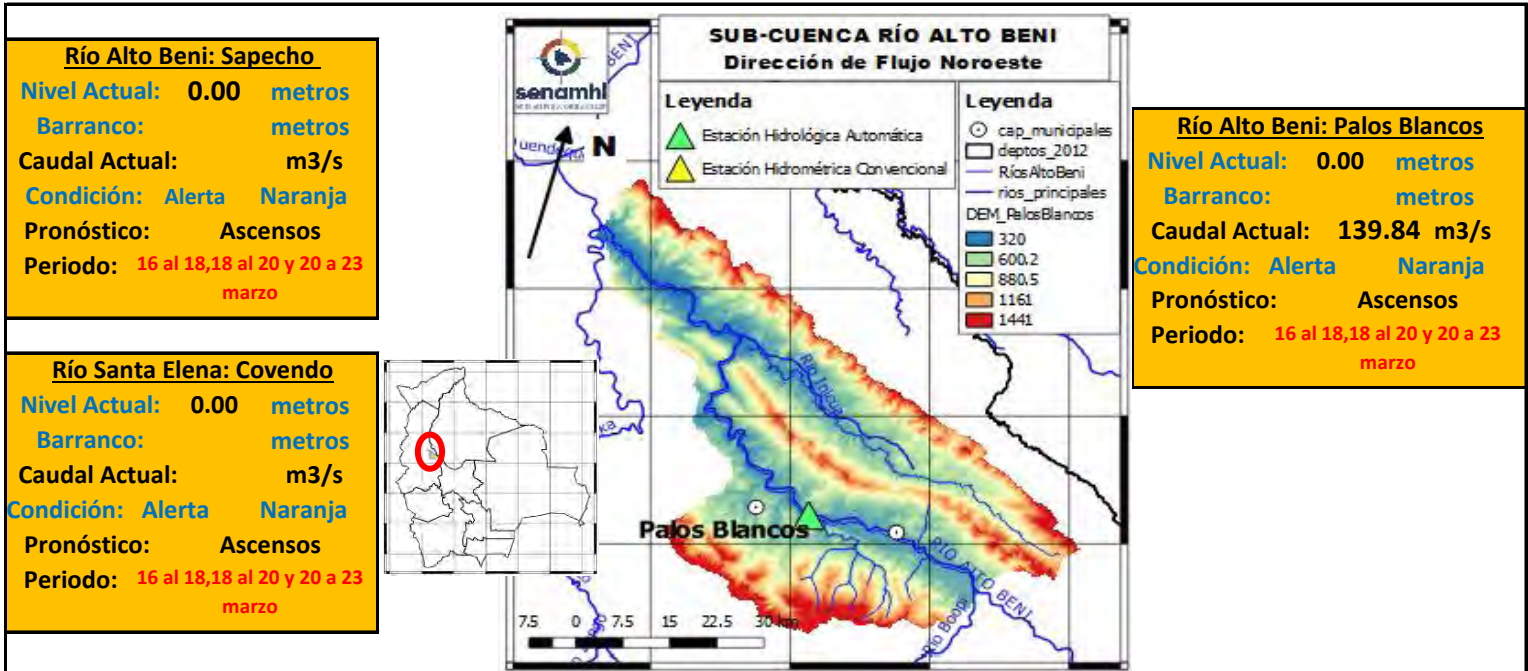 Río Alto Beni: Sapecho
Nivel Actual: 0.00 metros
Barranco: metros
Caudal Actual: m3/s
Condición: Alerta Naranja
Pronóstico: Ascensos
Periodo: 16 al 18,18 al 20 y 20 a 23
marzo
Río Santa Elena: Covendo
Nivel Actual: 0.00 metros
Barranco: metros
Caudal Actual: m3/s
Condición: Alerta Naranja
Pronóstico: Ascensos
Periodo: 16 al 18,18 al 20 y 20 a 23
marzo
senamhi
SUB-CUENCA RÍO ALTO BENI
Dirección de Flujo Noroeste
Leyenda
Estación Hidrológica Automática
Estación Hidrométrica Convencional
Leyenda
cap_municipales
deptos_2012
RíosAltoBeni
rios_principales
DEM_PalosBlancos
320
600.2
880.5
1161
1441
N
BENI
Río Inicua
Palos Blancos
RIO ALTO BENI
Río Boopi
7.5 0 7.5 15 22.5 30 km
Río Alto Beni: Palos Blancos
Nivel Actual: 0.00 metros
Barranco: metros
Caudal Actual: 139.84 m3/s
Condición: Alerta Naranja
Pronóstico: Ascensos
Periodo: 16 al 18,18 al 20 y 20 a 23
marzo